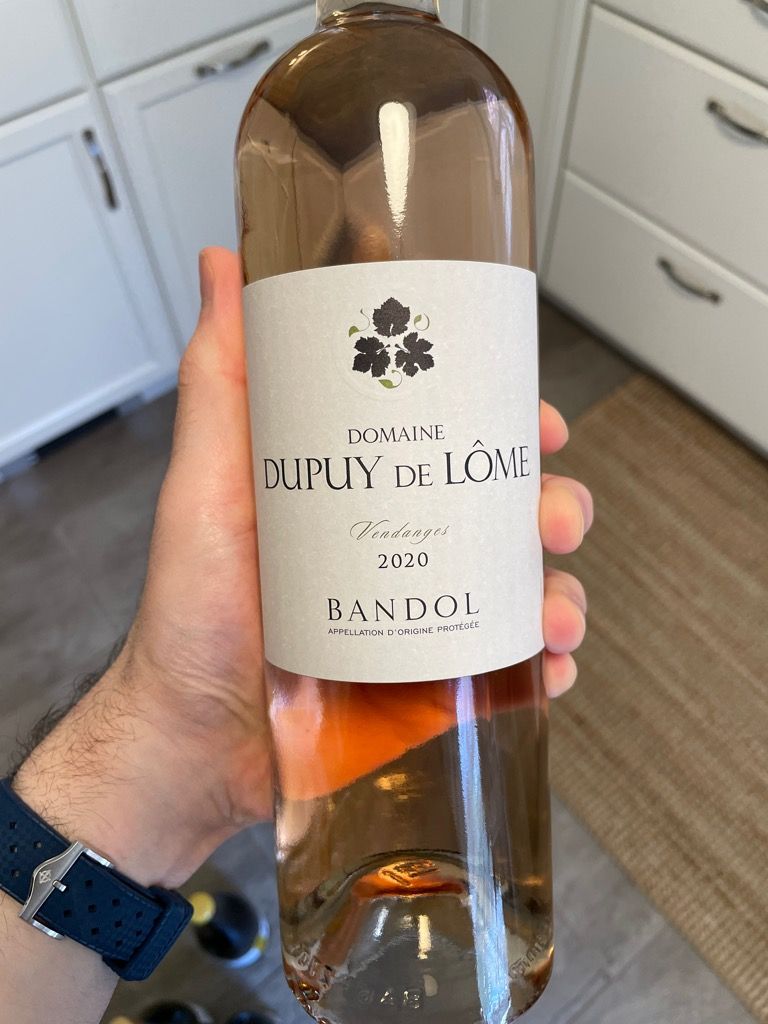 DOMAINE
DUPUY DE LÔME
Vendanges
2020
BANDOL
APPELLATION D'ORIGINE PROTÉGÉE